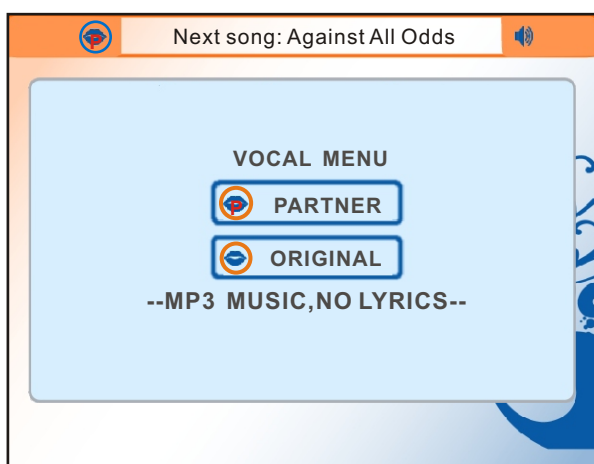 Next song: Against All Odds
VOCAL MENU
P PARTNER
ORIGINAL
--MP3 MUSIC,NO LYRICS--